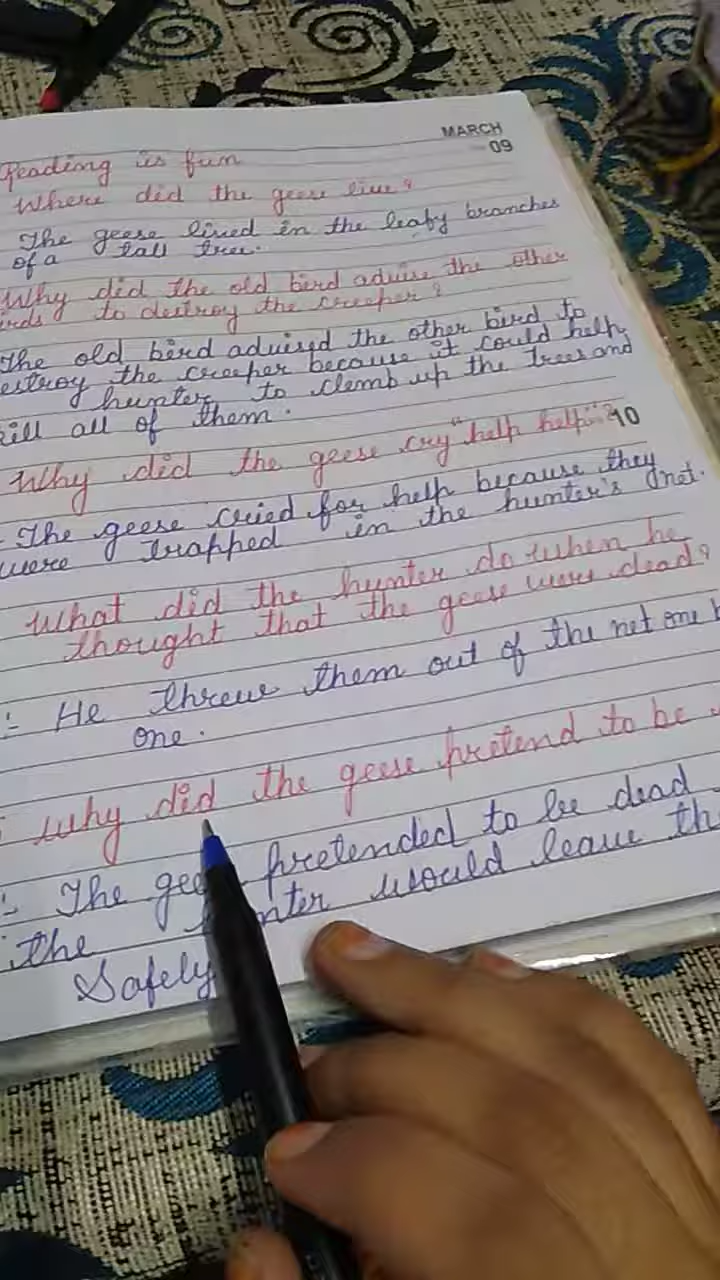 MARCH
09
Reading is fun
Where did the geese live?
The geese lived in the leafy branches
of a tall tree.
Why did the old bird advise the other
irds to destroy the creeper?
The old bird advised the other bird to
estroy the creeper because it could help
hunter to climb up the trees and
kill all of them.
10
Why did the geese cry "help help"?
The geese cried for help because they
were trapped in the hunter's net.
What did the hunter do when he
thought that the geese were dead?
:- He threw them out of the net one b
one.
Why did the geese pretend to be
:- The gee pretended to be dead
the nter would leave th
Safely